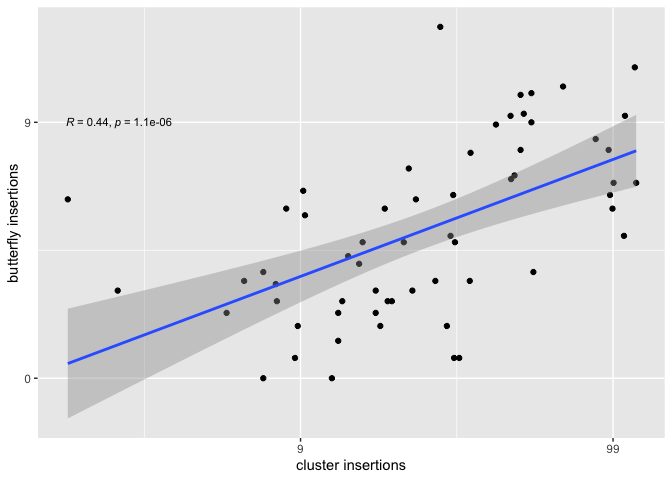 R = 0.44, p = 1.1e-06
9
0
butterfly insertions
9 99
cluster insertions